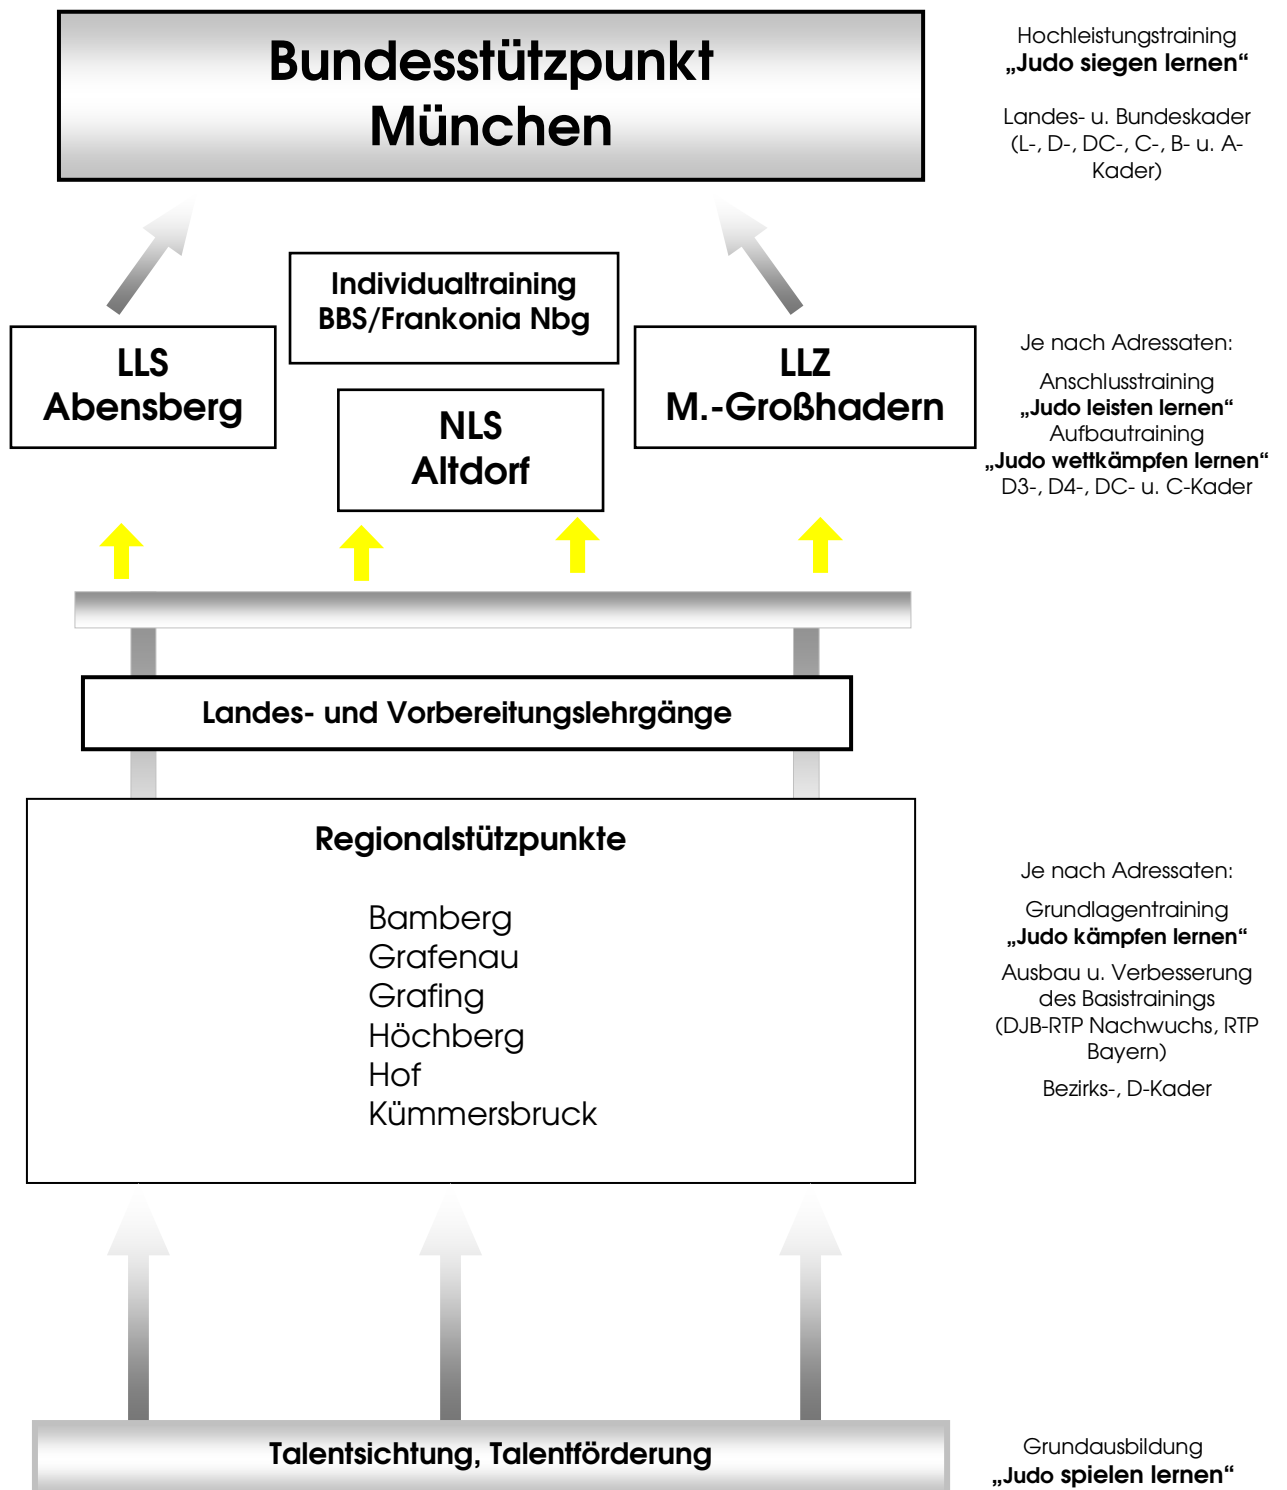 Bundesstützpunkt
München
Hochleistungstraining
„Judo siegen lernen“
Landes- u. Bundeskader
(L-, D-, DC-, C-, B- u. A-
Kader)
Individualtraining
BBS/Frankonia Nbg
LLS
Abensberg
NLS
Altdorf
LLZ
M.-Großhadern
Je nach Adressaten:
Anschlusstraining
„Judo leisten lernen“
Aufbautraining
„Judo wettkämpfen lernen“
D3-, D4-, DC- u. C-Kader
Landes- und Vorbereitungslehrgänge
Regionalstützpunkte
Bamberg
Grafenau
Grafing
Höchberg
Hof
Kümmersbruck
Je nach Adressaten:
Grundlagentraining
„Judo kämpfen lernen“
Ausbau u. Verbesserung
des Basistrainings
(DJB-RTP Nachwuchs, RTP
Bayern)
Bezirks-, D-Kader
Talentsichtung, Talentförderung
Grundausbildung
„Judo spielen lernen“